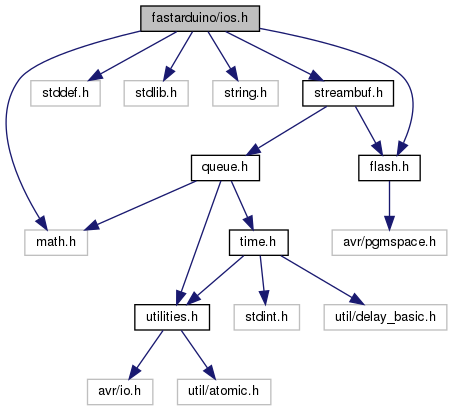 fastarduino/ios.h
stddef.h
stdlib.h
string.h
streambuf.h
queue.h
flash.h
math.h
time.h
avr/pgmspace.h
utilities.h
stdint.h
util/delay_basic.h
avr/io.h
util/atomic.h